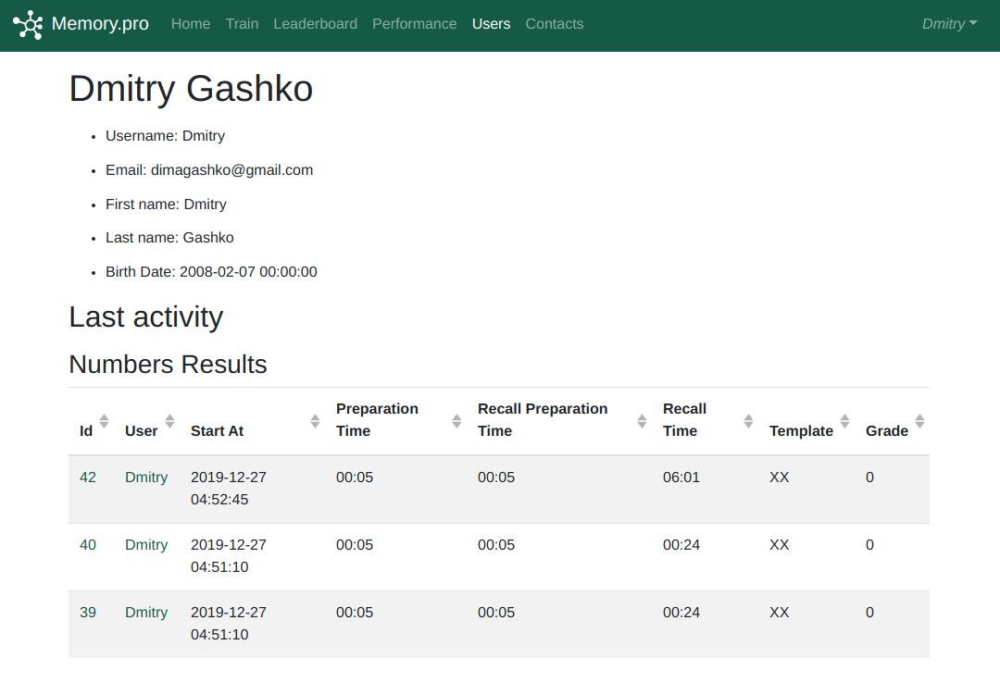 Memory.pro Home Train Leaderboard Performance Users Contacts Dmitry
Dmitry Gashko
Username: Dmitry
Email: dimagashko@gmail.com
First name: Dmitry
Last name: Gashko
Birth Date: 2008-02-07 00:00:00
Last activity
Numbers Results
Id User Start At Preparation Time Recall Preparation Time Recall Time Template Grade
42 Dmitry 2019-12-27 04:52:45 00:05 00:05 06:01 XX 0
40 Dmitry 2019-12-27 04:51:10 00:05 00:05 00:24 XX 0
39 Dmitry 2019-12-27 04:51:10 00:05 00:05 00:24 XX 0